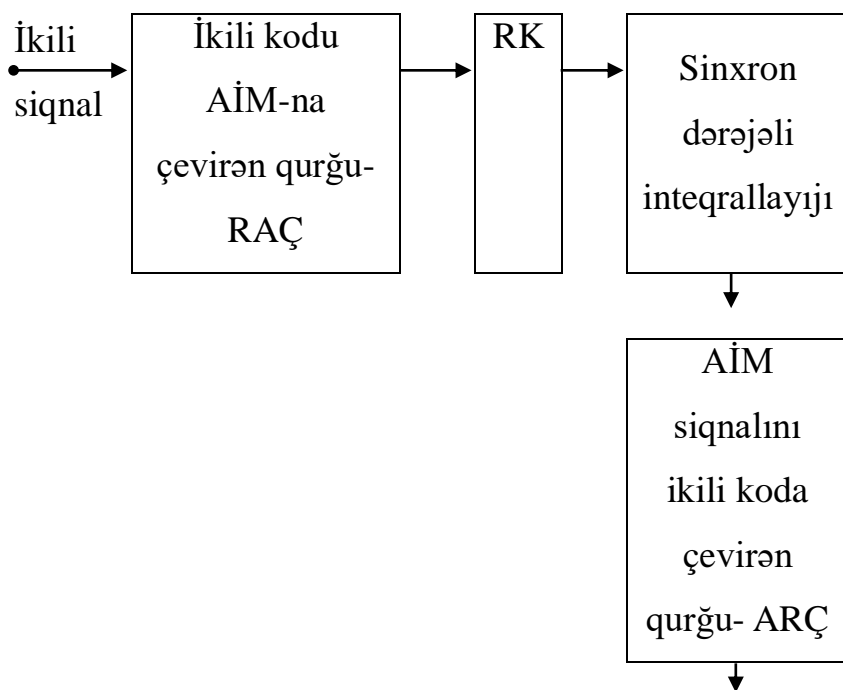 İkili
siqnal
İkili kodu
AİM-na
çevirən qurğu-
RAÇ
RK
Sinxron
dərəjəli
inteqrallayıjı
AİM
siqnalını
ikili koda
çevirən
qurğu- ARÇ